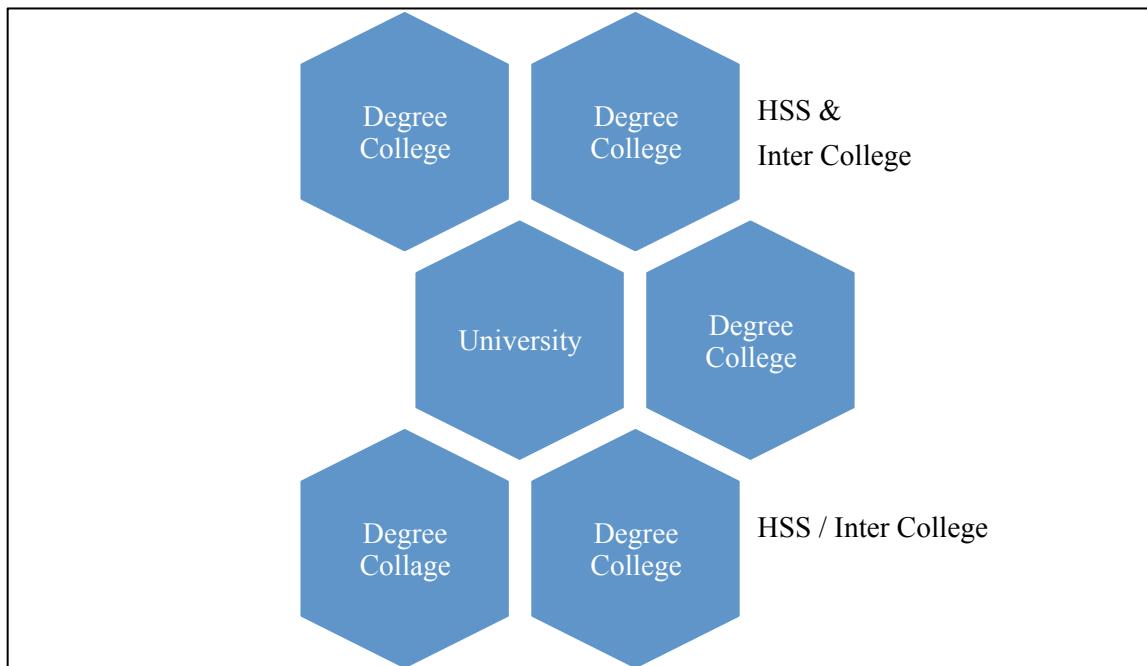 Degree
College
Degree
College
HSS &
Inter College
University
Degree
College
Degree
Collage
Degree
College
HSS / Inter College